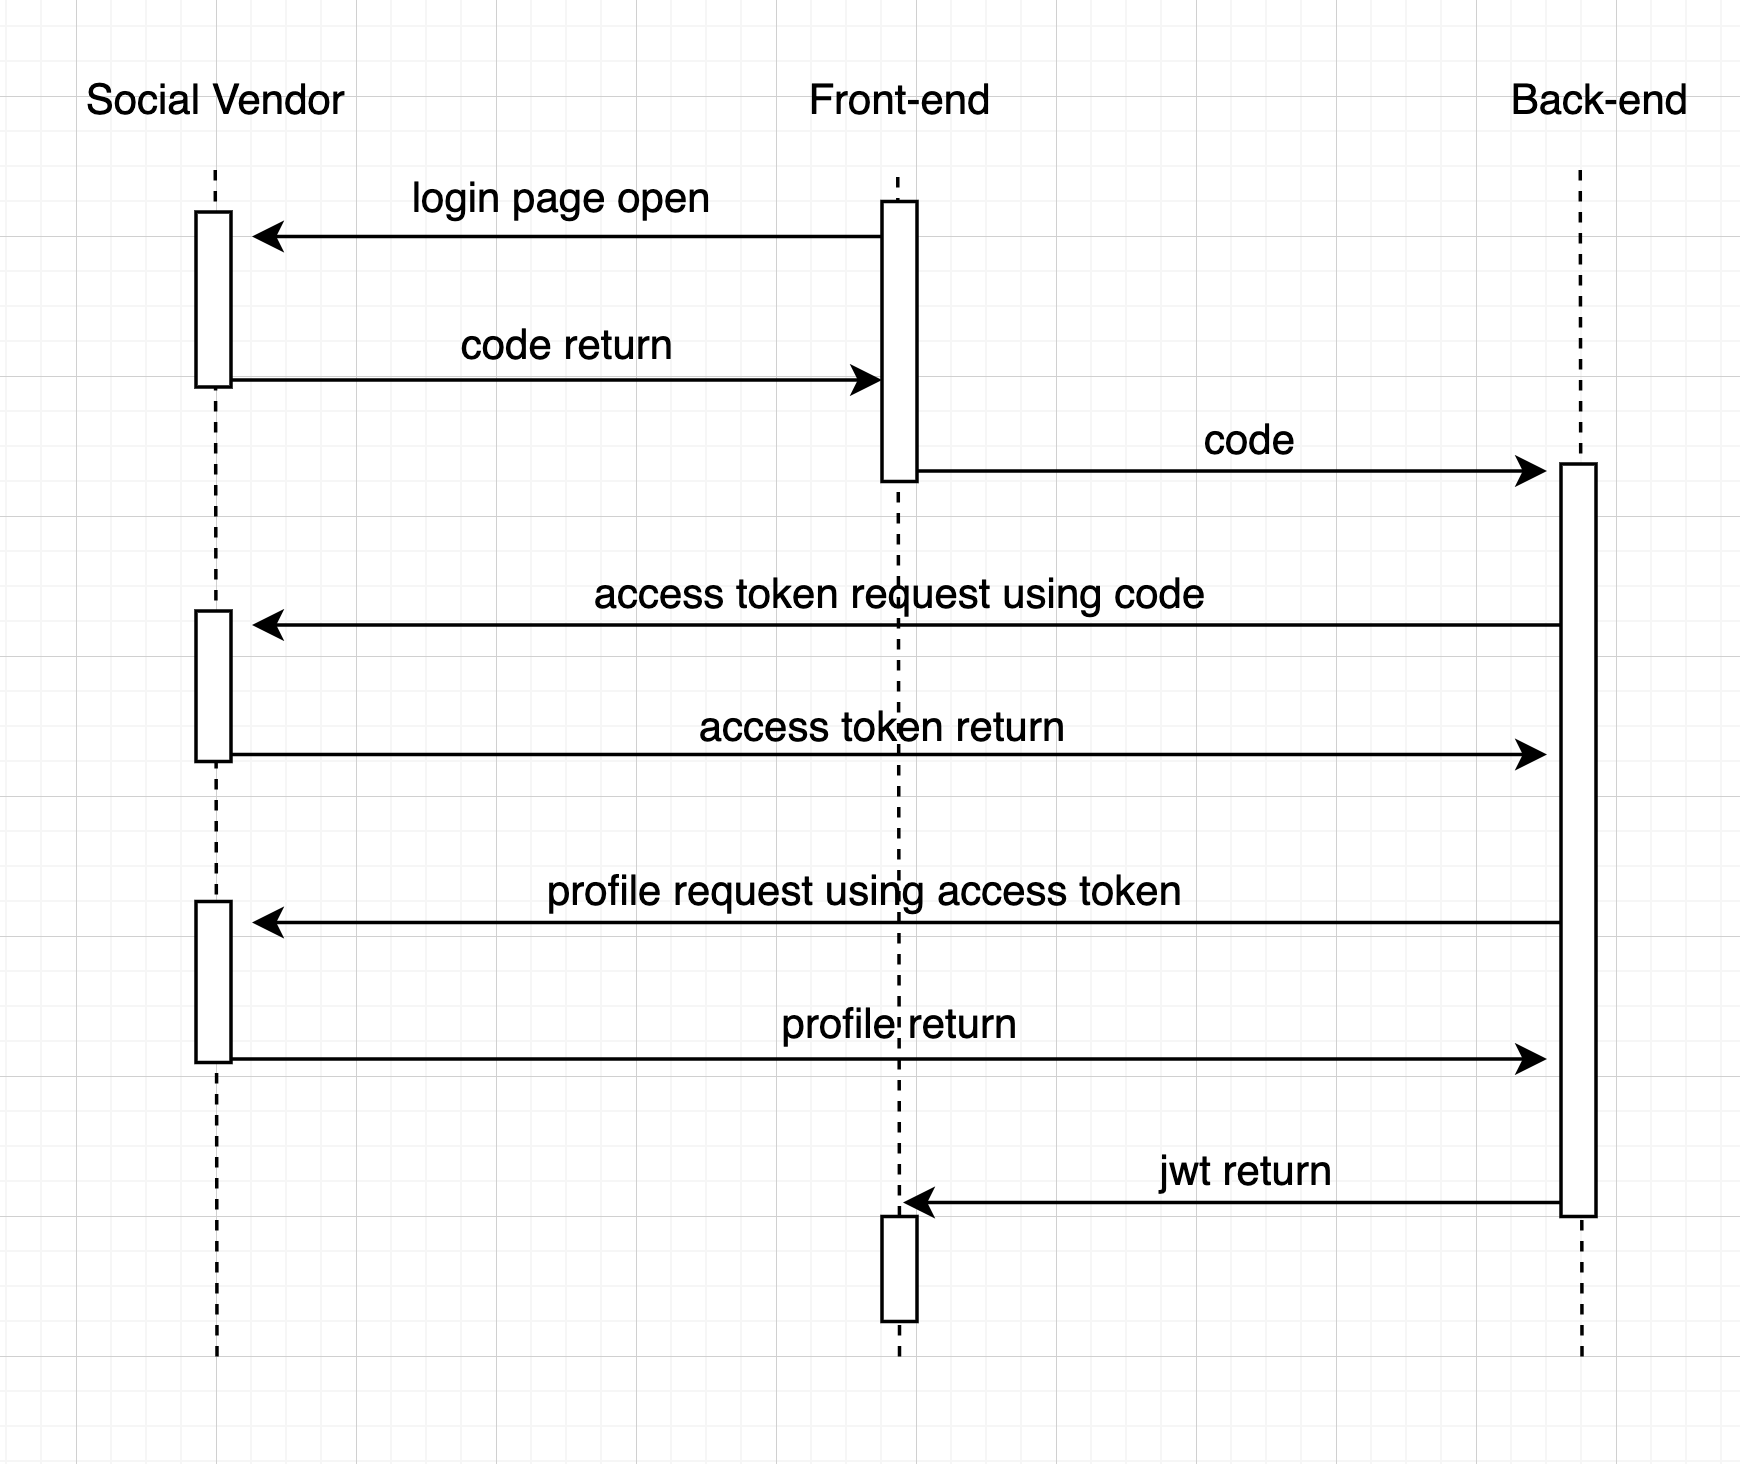 Social Vendor
Front-end
Back-end
login page open
code return
code
access token request using code
access token return
profile request using access token
profile return
jwt return